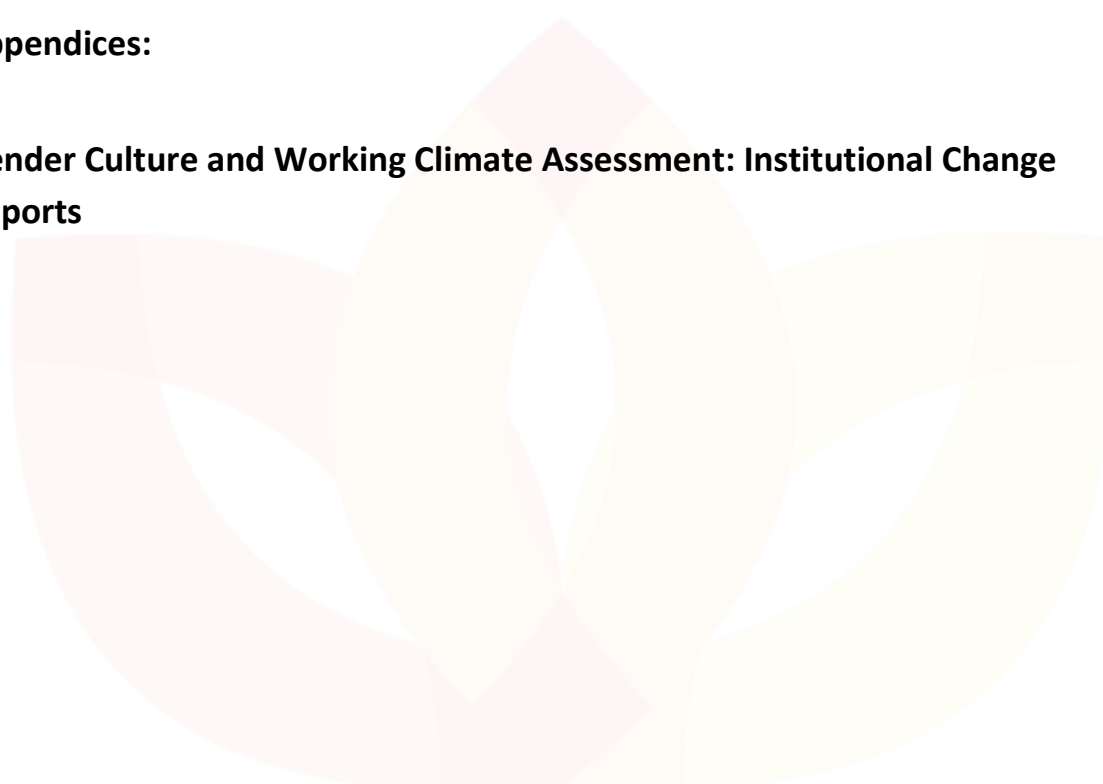 ppendices:
ender Culture and Working Climate Assessment: Institutional Change
ports